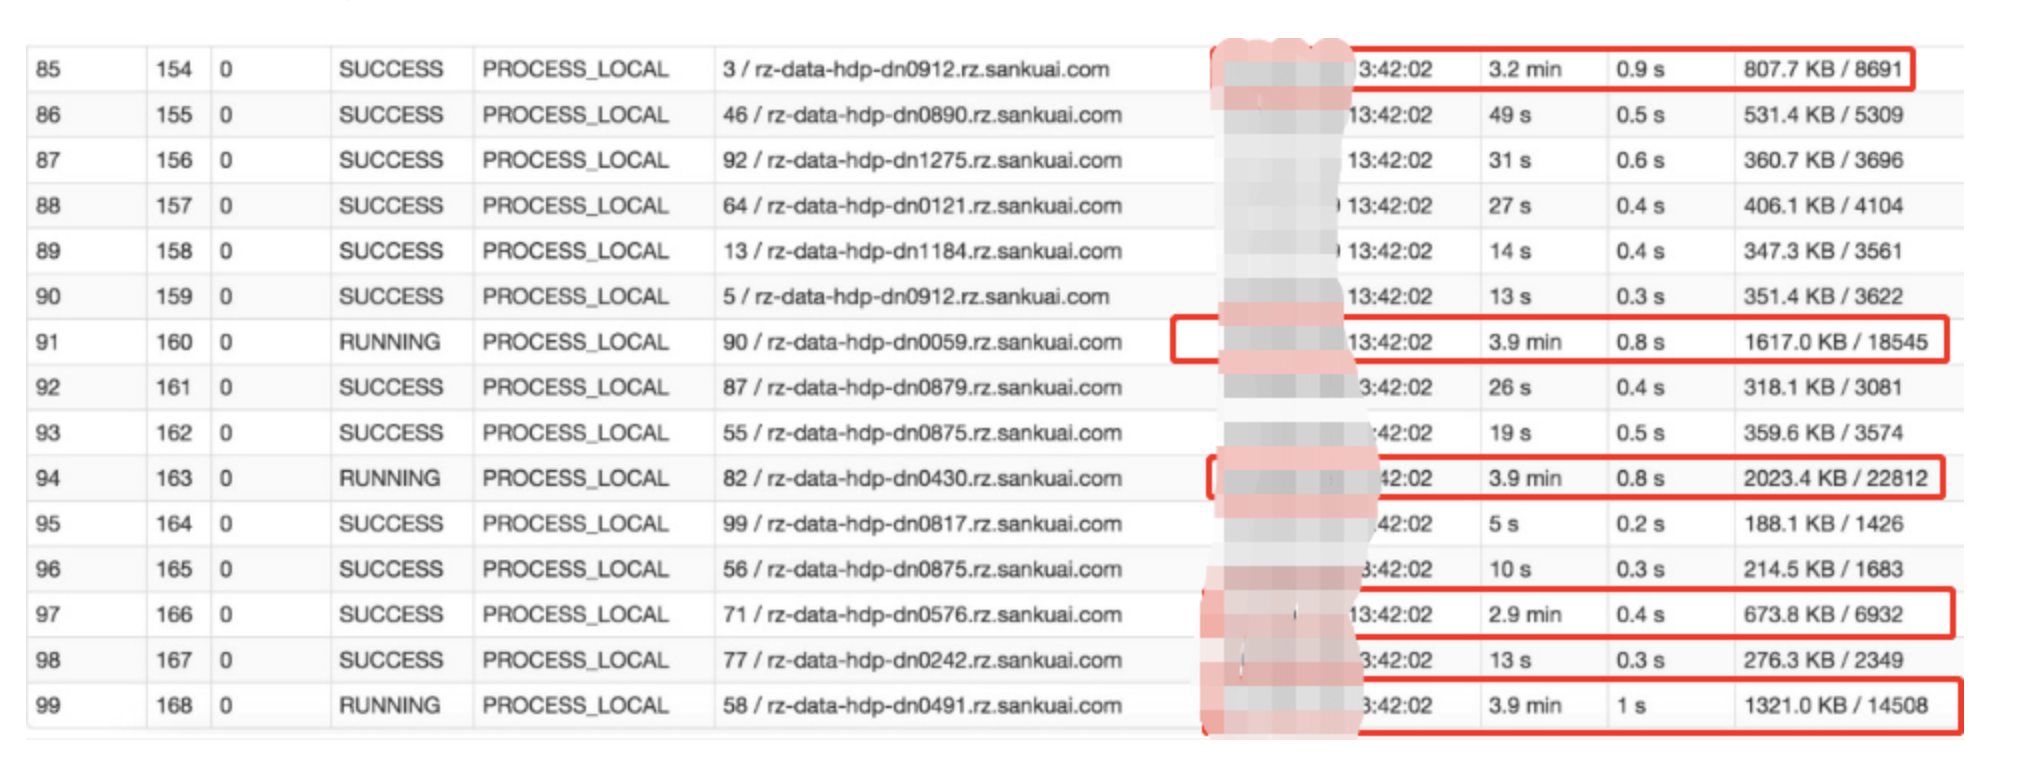 85 154 0 SUCCESS PROCESS_LOCAL 3 / rz-data-hdp-dn0912.rz.sankuai.com 3:42:02 3.2 min 0.9 s 807.7 KB / 8691
86 155 0 SUCCESS PROCESS_LOCAL 46 / rz-data-hdp-dn0890.rz.sankuai.com 13:42:02 49 s 0.5 s 531.4 KB / 5309
87 156 0 SUCCESS PROCESS_LOCAL 92 / rz-data-hdp-dn1275.rz.sankuai.com 13:42:02 31 s 0.6 s 360.7 KB / 3696
88 157 0 SUCCESS PROCESS_LOCAL 64 / rz-data-hdp-dn0121.rz.sankuai.com 13:42:02 27 s 0.4 s 406.1 KB / 4104
89 158 0 SUCCESS PROCESS_LOCAL 13 / rz-data-hdp-dn1184.rz.sankuai.com 13:42:02 14 s 0.4 s 347.3 KB / 3561
90 159 0 SUCCESS PROCESS_LOCAL 5 / rz-data-hdp-dn0912.rz.sankuai.com 13:42:02 13 s 0.3 s 351.4 KB / 3622
91 160 0 RUNNING PROCESS_LOCAL 90 / rz-data-hdp-dn0059.rz.sankuai.com 13:42:02 3.9 min 0.8 s 1617.0 KB / 18545
92 161 0 SUCCESS PROCESS_LOCAL 87 / rz-data-hdp-dn0879.rz.sankuai.com 3:42:02 26 s 0.4 s 318.1 KB / 3081
93 162 0 SUCCESS PROCESS_LOCAL 55 / rz-data-hdp-dn0875.rz.sankuai.com :42:02 19 s 0.5 s 359.6 KB / 3574
94 163 0 RUNNING PROCESS_LOCAL 82 / rz-data-hdp-dn0430.rz.sankuai.com 42:02 3.9 min 0.8 s 2023.4 KB / 22812
95 164 0 SUCCESS PROCESS_LOCAL 99 / rz-data-hdp-dn0817.rz.sankuai.com 42:02 5 s 0.2 s 188.1 KB / 1426
96 165 0 SUCCESS PROCESS_LOCAL 56 / rz-data-hdp-dn0875.rz.sankuai.com 3:42:02 10 s 0.3 s 214.5 KB / 1683
97 166 0 SUCCESS PROCESS_LOCAL 71 / rz-data-hdp-dn0576.rz.sankuai.com 13:42:02 2.9 min 0.4 s 673.8 KB / 6932
98 167 0 SUCCESS PROCESS_LOCAL 77 / rz-data-hdp-dn0242.rz.sankuai.com 3:42:02 13 s 0.3 s 276.3 KB / 2349
99 168 0 RUNNING PROCESS_LOCAL 58 / rz-data-hdp-dn0491.rz.sankuai.com 3:42:02 3.9 min 1 s 1321.0 KB / 14508